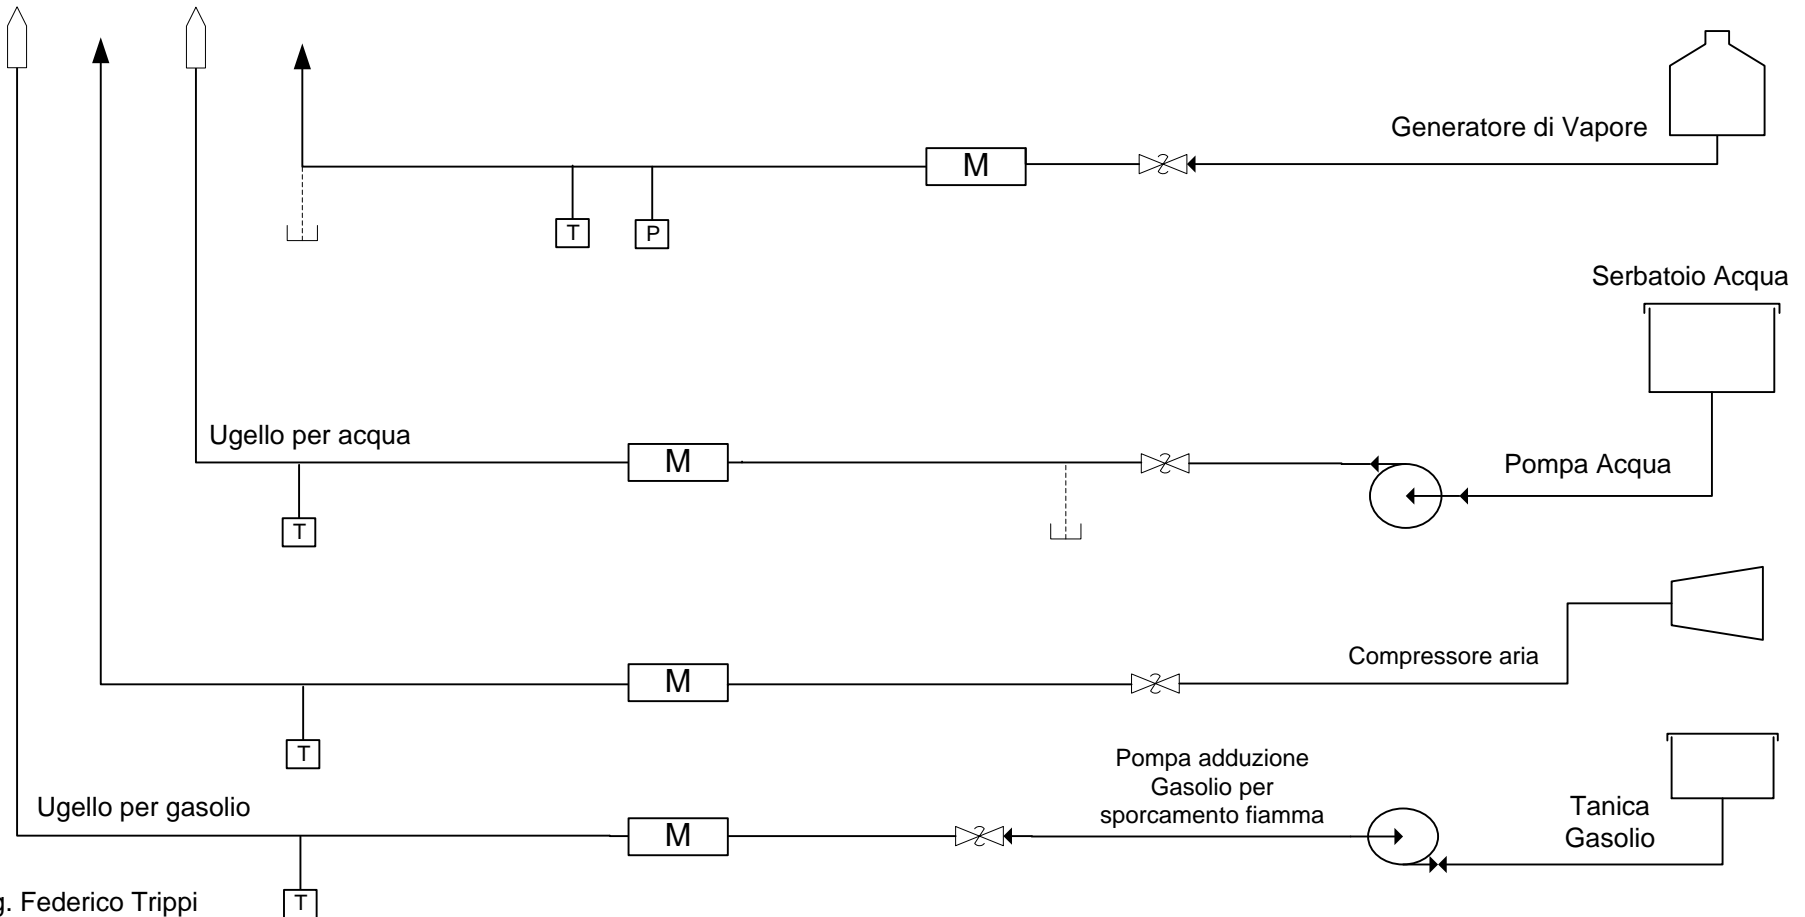 Generatore di Vapore
M
T
P
Serbatoio Acqua
Ugello per acqua
M
Pompa Acqua
T
Compressore aria
M
T
Pompa adduzione
Gasolio per
sporcamento fiamma
Ugello per gasolio
M
Tanica
Gasolio
g. Federico Trippi
T